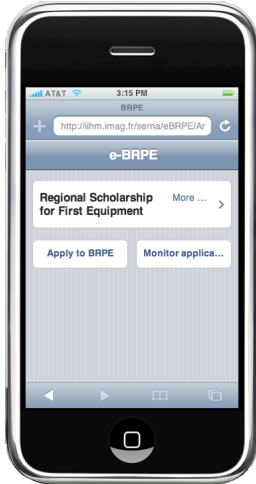 AT&T 3:15 PM
BRPE
http://iihm.imag.fr/serna/eBRPE/Ar
e-BRPE
Regional Scholarship More ...
for First Equipment
Apply to BRPE Monitor applica...